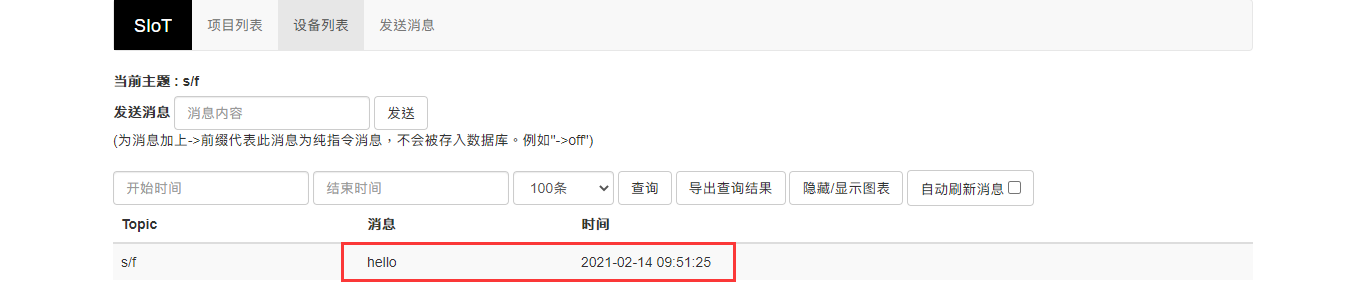 SIoT 项目列表 设备列表 发送消息
当前主题 : s/f
发送消息 消息内容 发送
(为消息加上->前缀代表此消息为纯指令消息，不会被存入数据库。例如"->off")
开始时间 结束时间 100条 查询 导出查询结果 隐藏/显示图表 自动刷新消息
Topic 消息 时间
s/f hello 2021-02-14 09:51:25